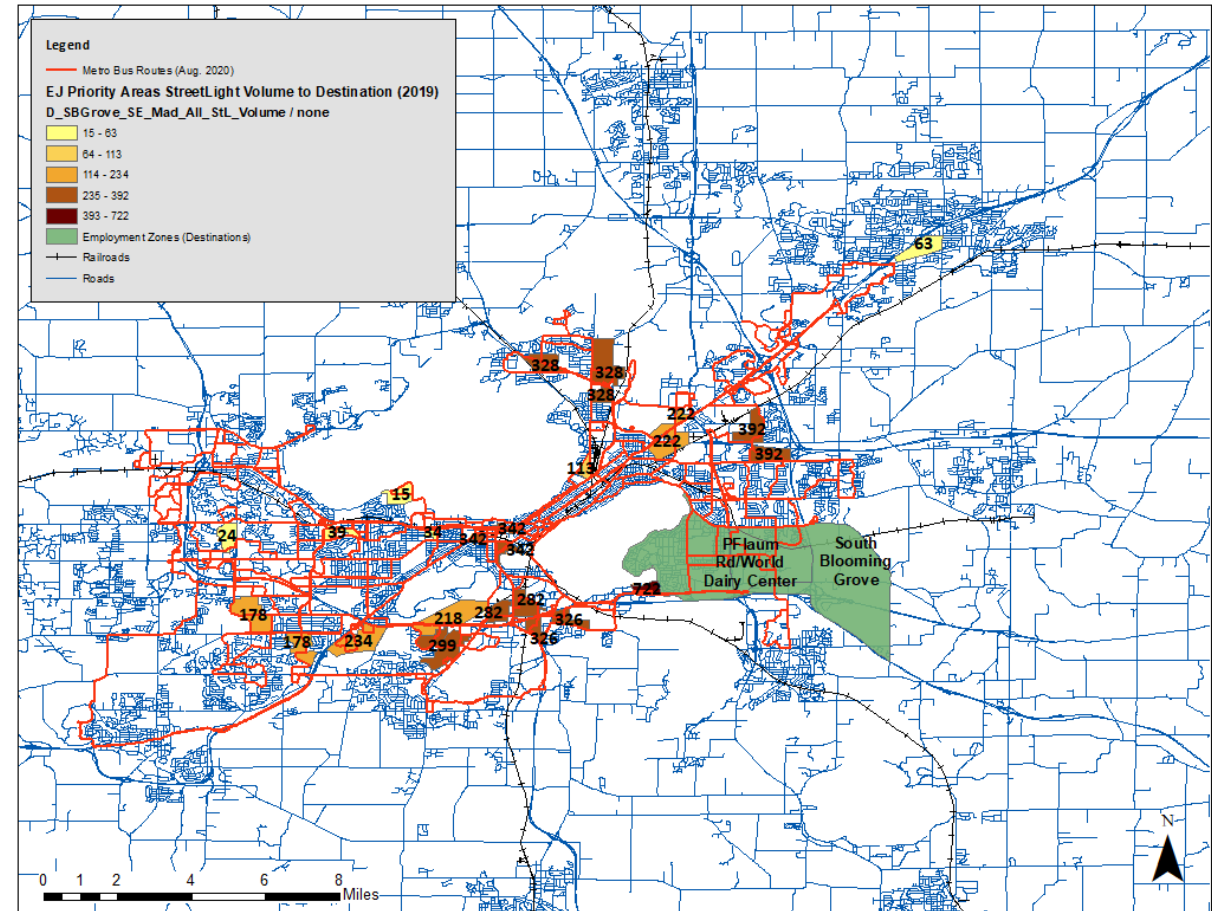 Legend
Metro Bus Routes (Aug. 2020)
EJ Priority Areas StreetLight Volume to Destination (2019)
D_SBGrove_SE_Mad_All_StL_Volume / none
15 - 63
64 - 113
114 - 234
235 - 392
393 - 722
Employment Zones (Destinations)
Railroads
Roads
63
328
328
328
222
222
392
392
113
15
24
39
34
342
342
342
PFlaum
Rd/World
Dairy Center
South
Blooming
Grove
722
282
282
326
326
178
178
234
218
299
N
0 1 2 4 6 8
Miles